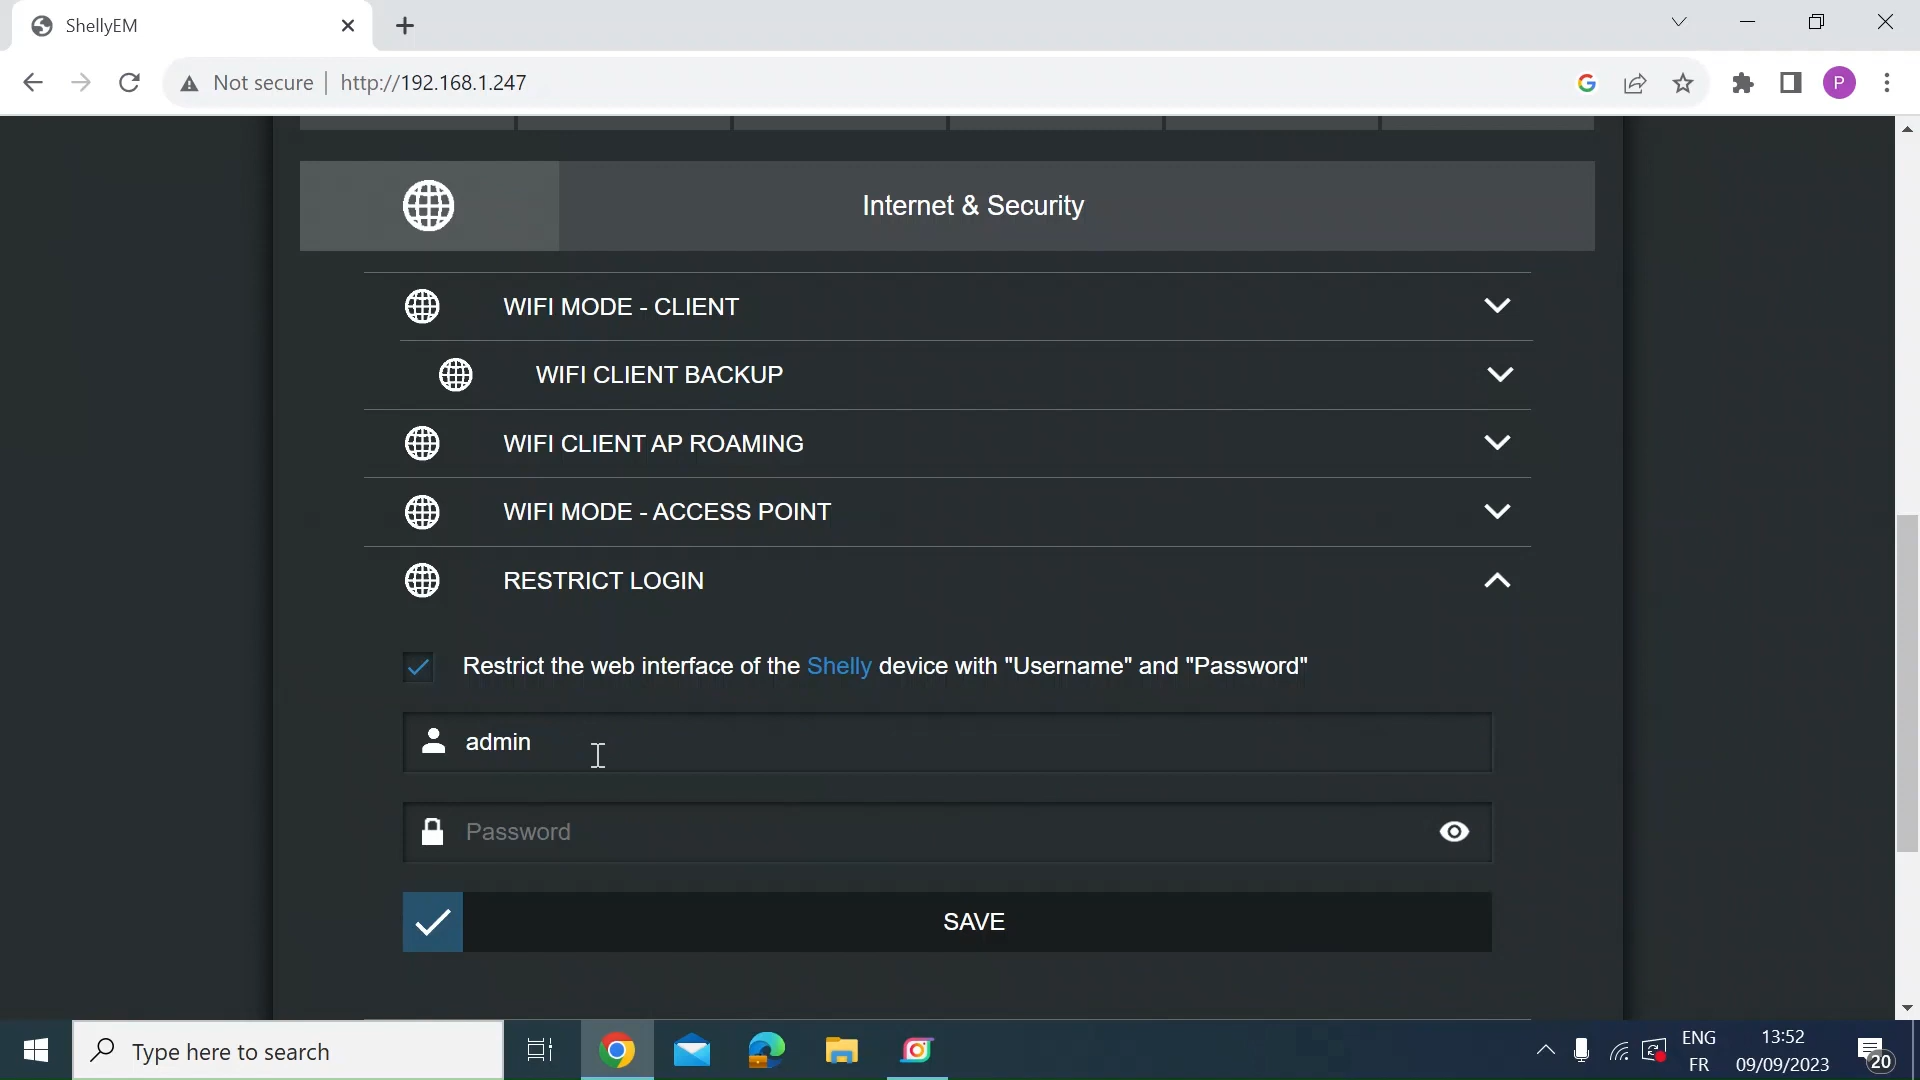 ShellyEM
Not secure | http://192.168.1.247
P
Internet & Security
WIFI MODE - CLIENT
WIFI CLIENT BACKUP
WIFI CLIENT AP ROAMING
WIFI MODE - ACCESS POINT
RESTRICT LOGIN
Restrict the web interface of the Shelly device with "Username" and "Password"
admin
Password
SAVE
Type here to search
ENG
FR
13:52
09/09/2023
20